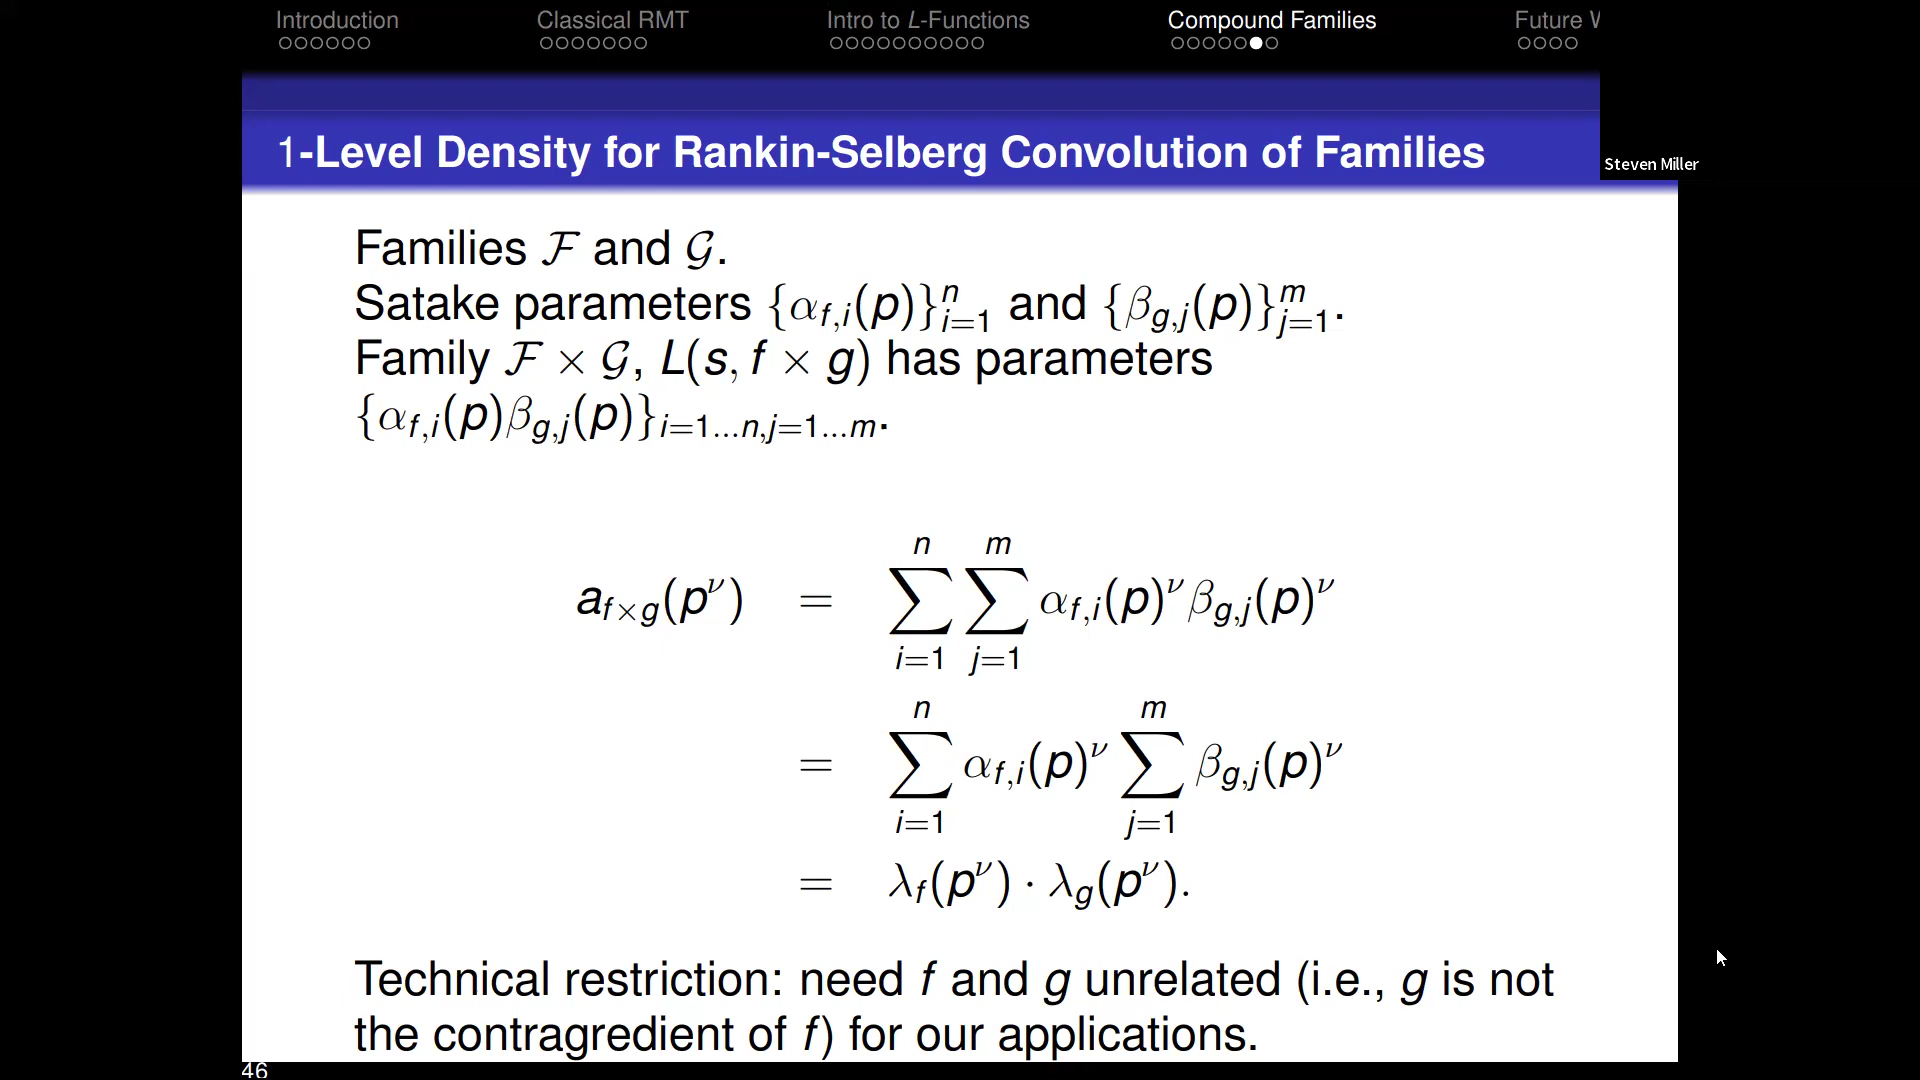 Introduction Classical RMT Intro to L-Functions Compound Families Future
1-Level Density for Rankin-Selberg Convolution of Families
Steven Miller
Families 𝓕 and 𝓖.
Satake parameters {α_{f,i}(p)}_{i=1}^{n} and {β_{g,j}(p)}_{j=1}^{m}.
Family 𝓕 × 𝓖, L(s, f × g) has parameters
{α_{f,i}(p)β_{g,j}(p)}_{i=1...n,j=1...m}.
a_{f×g}(p^ν) = ∑_{i=1}^{n} ∑_{j=1}^{m} α_{f,i}(p)^ν β_{g,j}(p)^ν
= ∑_{i=1}^{n} α_{f,i}(p)^ν ∑_{j=1}^{m} β_{g,j}(p)^ν
= λ_f(p^ν) · λ_g(p^ν).
Technical restriction: need f and g unrelated (i.e., g is not
the contragredient of f) for our applications.
46